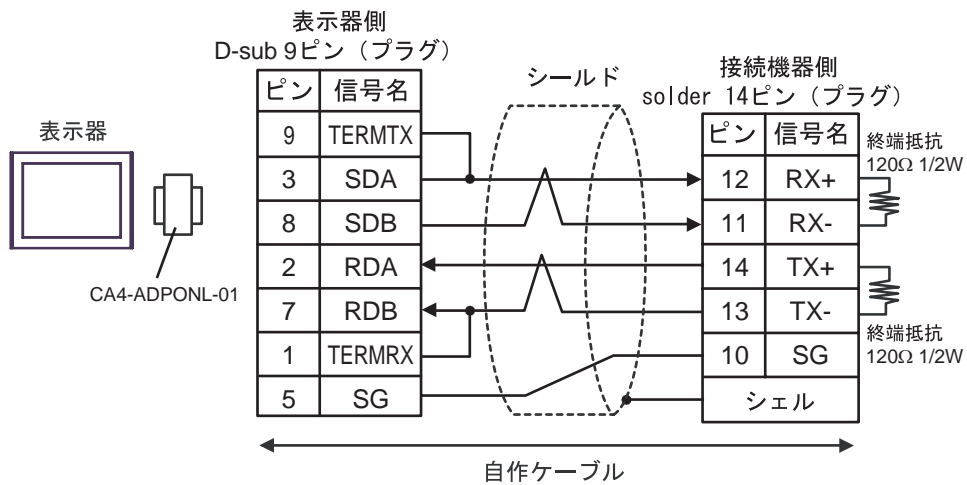 表示器側
D-sub 9ピン（プラグ）
ピン 信号名
9 TERMTX
3 SDA
8 SDB
2 RDA
7 RDB
1 TERMRX
5 SG
表示器
CA4-ADPONL-01
シールド
接続機器側
solder 14ピン（プラグ）
ピン 信号名
12 RX+
11 RX-
14 TX+
13 TX-
10 SG
シェル
終端抵抗
120Ω 1/2W
終端抵抗
120Ω 1/2W
自作ケーブル